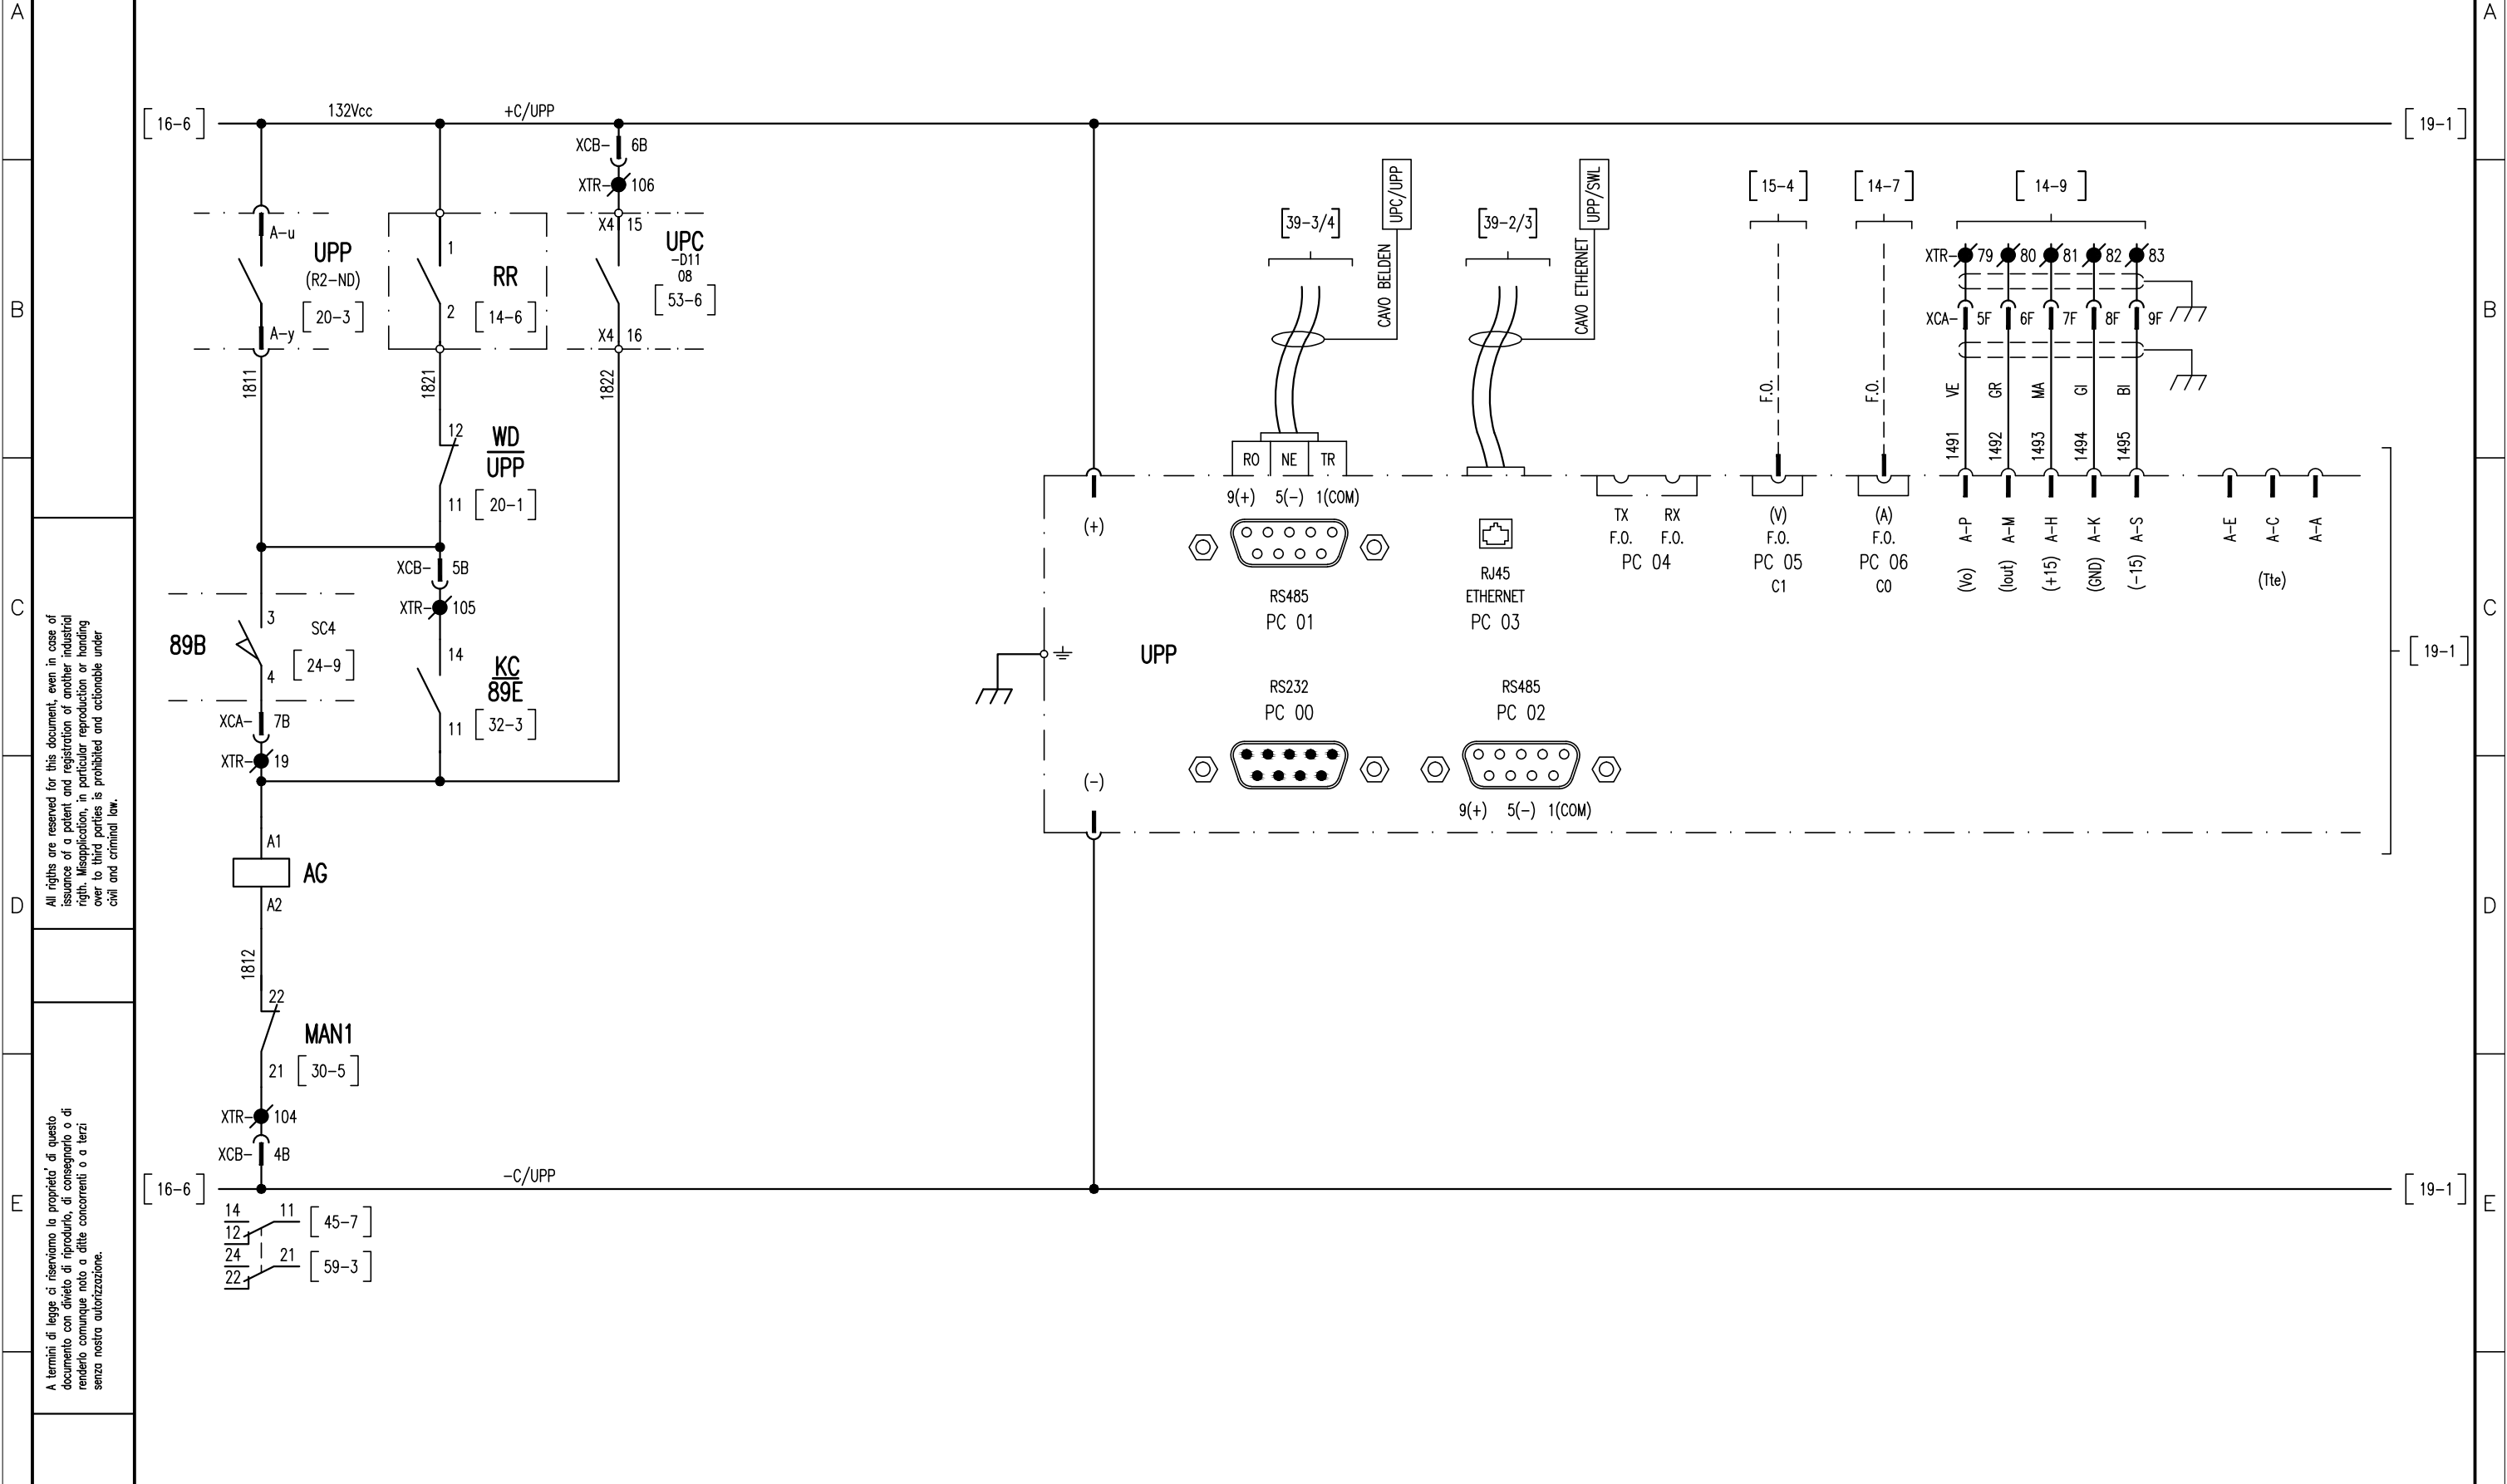 A
A
132Vcc
+C/UPP
[16-6]
[19-1]
XCB-
6B
XTR-
106
UPC/UPP
UPP/SWL
[15-4]
[14-7]
[14-9]
[39-3/4]
[39-2/3]
A-u
UPP
(R2-ND)
[20-3]
A-y
1
RR
2
[14-6]
X4
15
UPC
-D11
08
[53-6]
X4
16
CAVO BELDEN
CAVO ETHERNET
XTR-
79
80
81
82
83
B
B
XCA-
5F
6F
7F
8F
9F
1811
1821
1822
F.O.
F.O.
VE
GR
MA
GI
BI
1491
1492
1493
1494
1495
12
WD
UPP
11
[20-1]
RO
NE
TR
9(+)
5(-)
1(COM)
(+)
TX
RX
F.O.
F.O.
PC 04
(V)
F.O.
PC 05
C1
(A)
F.O.
PC 06
C0
A-P
A-M
A-H
A-K
A-S
A-E
A-C
A-A
(Vo)
(Iout)
(+15)
(GND)
(-15)
(Tte)
RS485
PC 01
RJ45
ETHERNET
PC 03
XCB-
5B
XTR-
105
C
C
3
89B
SC4
[24-9]
4
14
KC
89E
11
[32-3]
UPP
[19-1]
XCA-
7B
XTR-
19
RS232
PC 00
RS485
PC 02
(-)
9(+)
5(-)
1(COM)
A1
AG
A2
D
D
1812
22
MAN1
21
[30-5]
XTR-
104
XCB-
4B
-C/UPP
[16-6]
[19-1]
E
E
14
11
[45-7]
12
24
21
[59-3]
22
All rigths are reserved for this document, even in case of
issuance of a patent and registration of another industrial
rigth. Misapplication, in particular reproduction or handing
over to third parties is prohibited and actionable under
civil and criminal law.
A termini di legge ci riserviamo la proprieta' di questo
documento con divieto di riprodurlo, di consegnarlo o di
renderlo comunque noto a ditte concorrenti o a terzi
senza nostra autorizzazione.